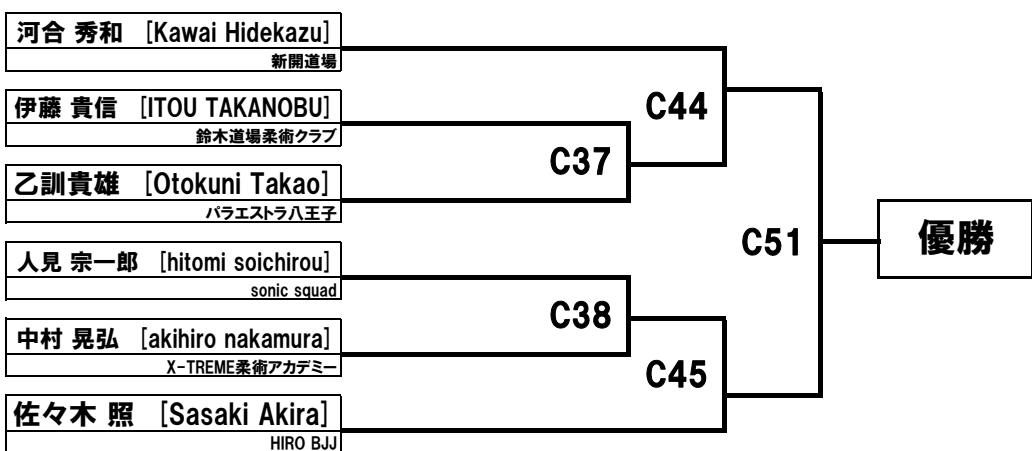 河合 秀和 [Kawai Hidekazu]
新開道場
伊藤 貴信 [ITOU TAKANOBU]
鈴木道場柔術クラブ
乙訓貴雄 [Otokuni Takao]
パラエストラ八王子
人見 宗一郎 [hitomi soichirou]
sonic squad
中村 晃弘 [akihiro nakamura]
X-TREME柔術アカデミー
佐々木 照 [Sasaki Akira]
HIRO BJJ
C37
C38
C44
C45
C51
優勝